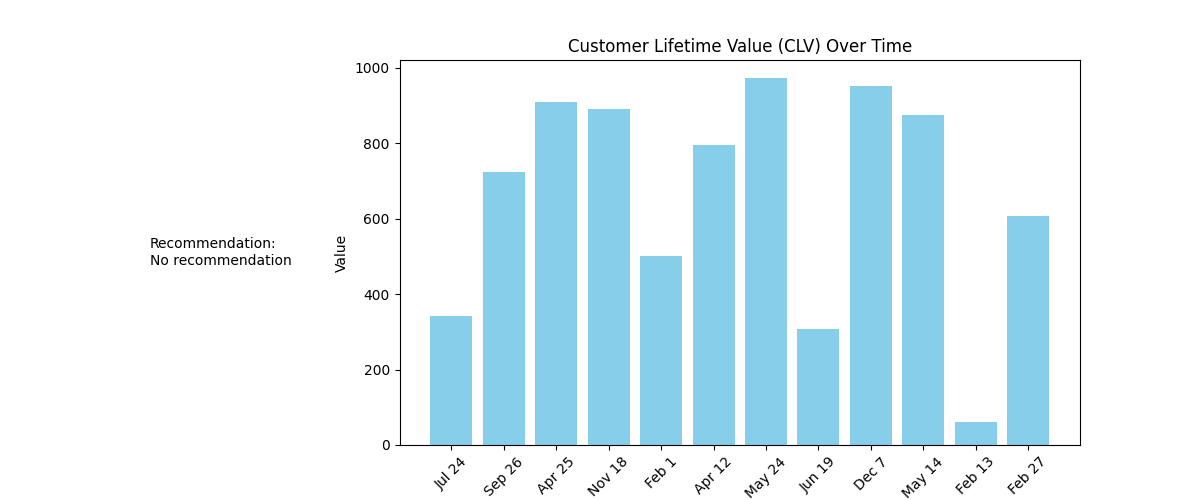 Customer Lifetime Value (CLV) Over Time
Recommendation:
No recommendation
Value
1000
800
600
400
200
0
Jul 24
Sep 26
Apr 25
Nov 18
Feb 1
Apr 12
May 24
Jun 19
Dec 7
May 14
Feb 13
Feb 27